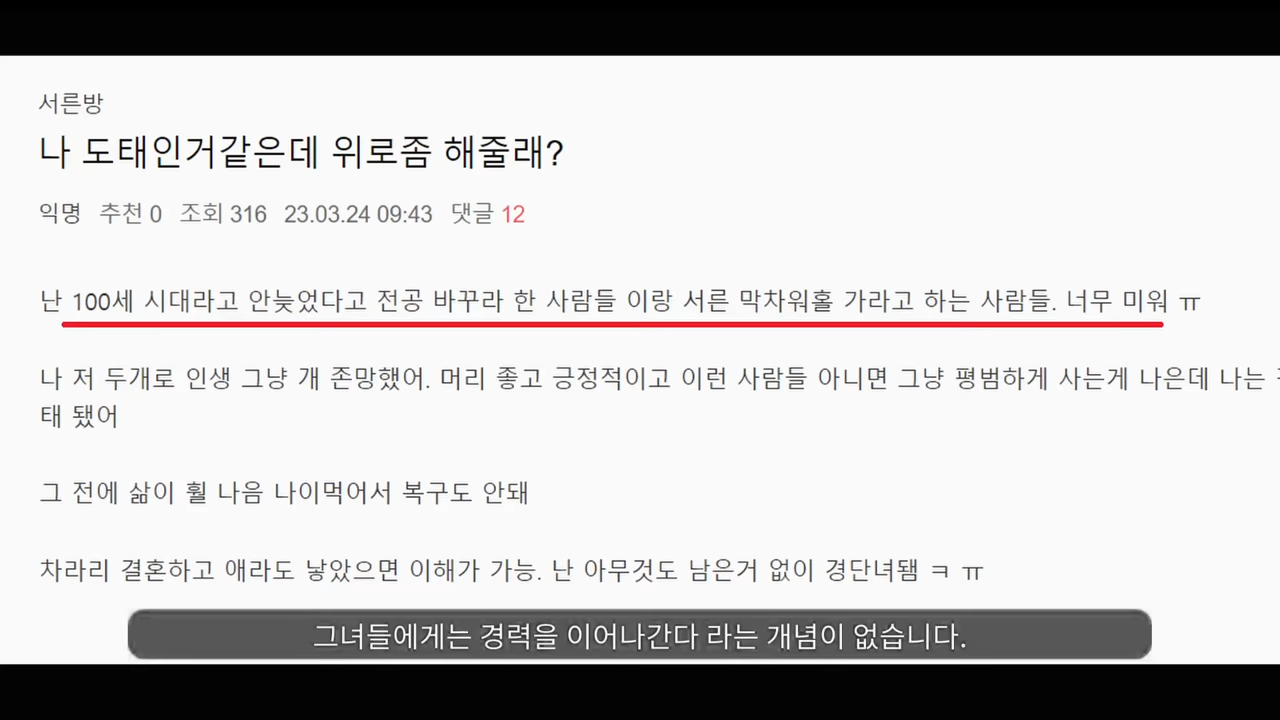 서른방
나 도태인거같은데 위로좀 해줄래?
익명 추천 0 조회 316 23.03.24 09:43 댓글 12
난 100세 시대라고 안늦었다고 전공 바꾸라 한 사람들 이랑 서른 막차워홀 가라고 하는 사람들. 너무 미워 ㅠ
나 저 두개로 인생 그냥 개 존망했어. 머리 좋고 긍정적이고 이런 사람들 아니면 그냥 평범하게 사는게 나은데 나는
태 됐어
그 전에 삶이 훨 나음 나이먹어서 복구도 안돼
차라리 결혼하고 애라도 낳았으면 이해가 가능. 난 아무것도 남은거 없이 경단녀됌 ㅋ ㅠ
그녀들에게는 경력을 이어나간다 라는 개념이 없습니다.